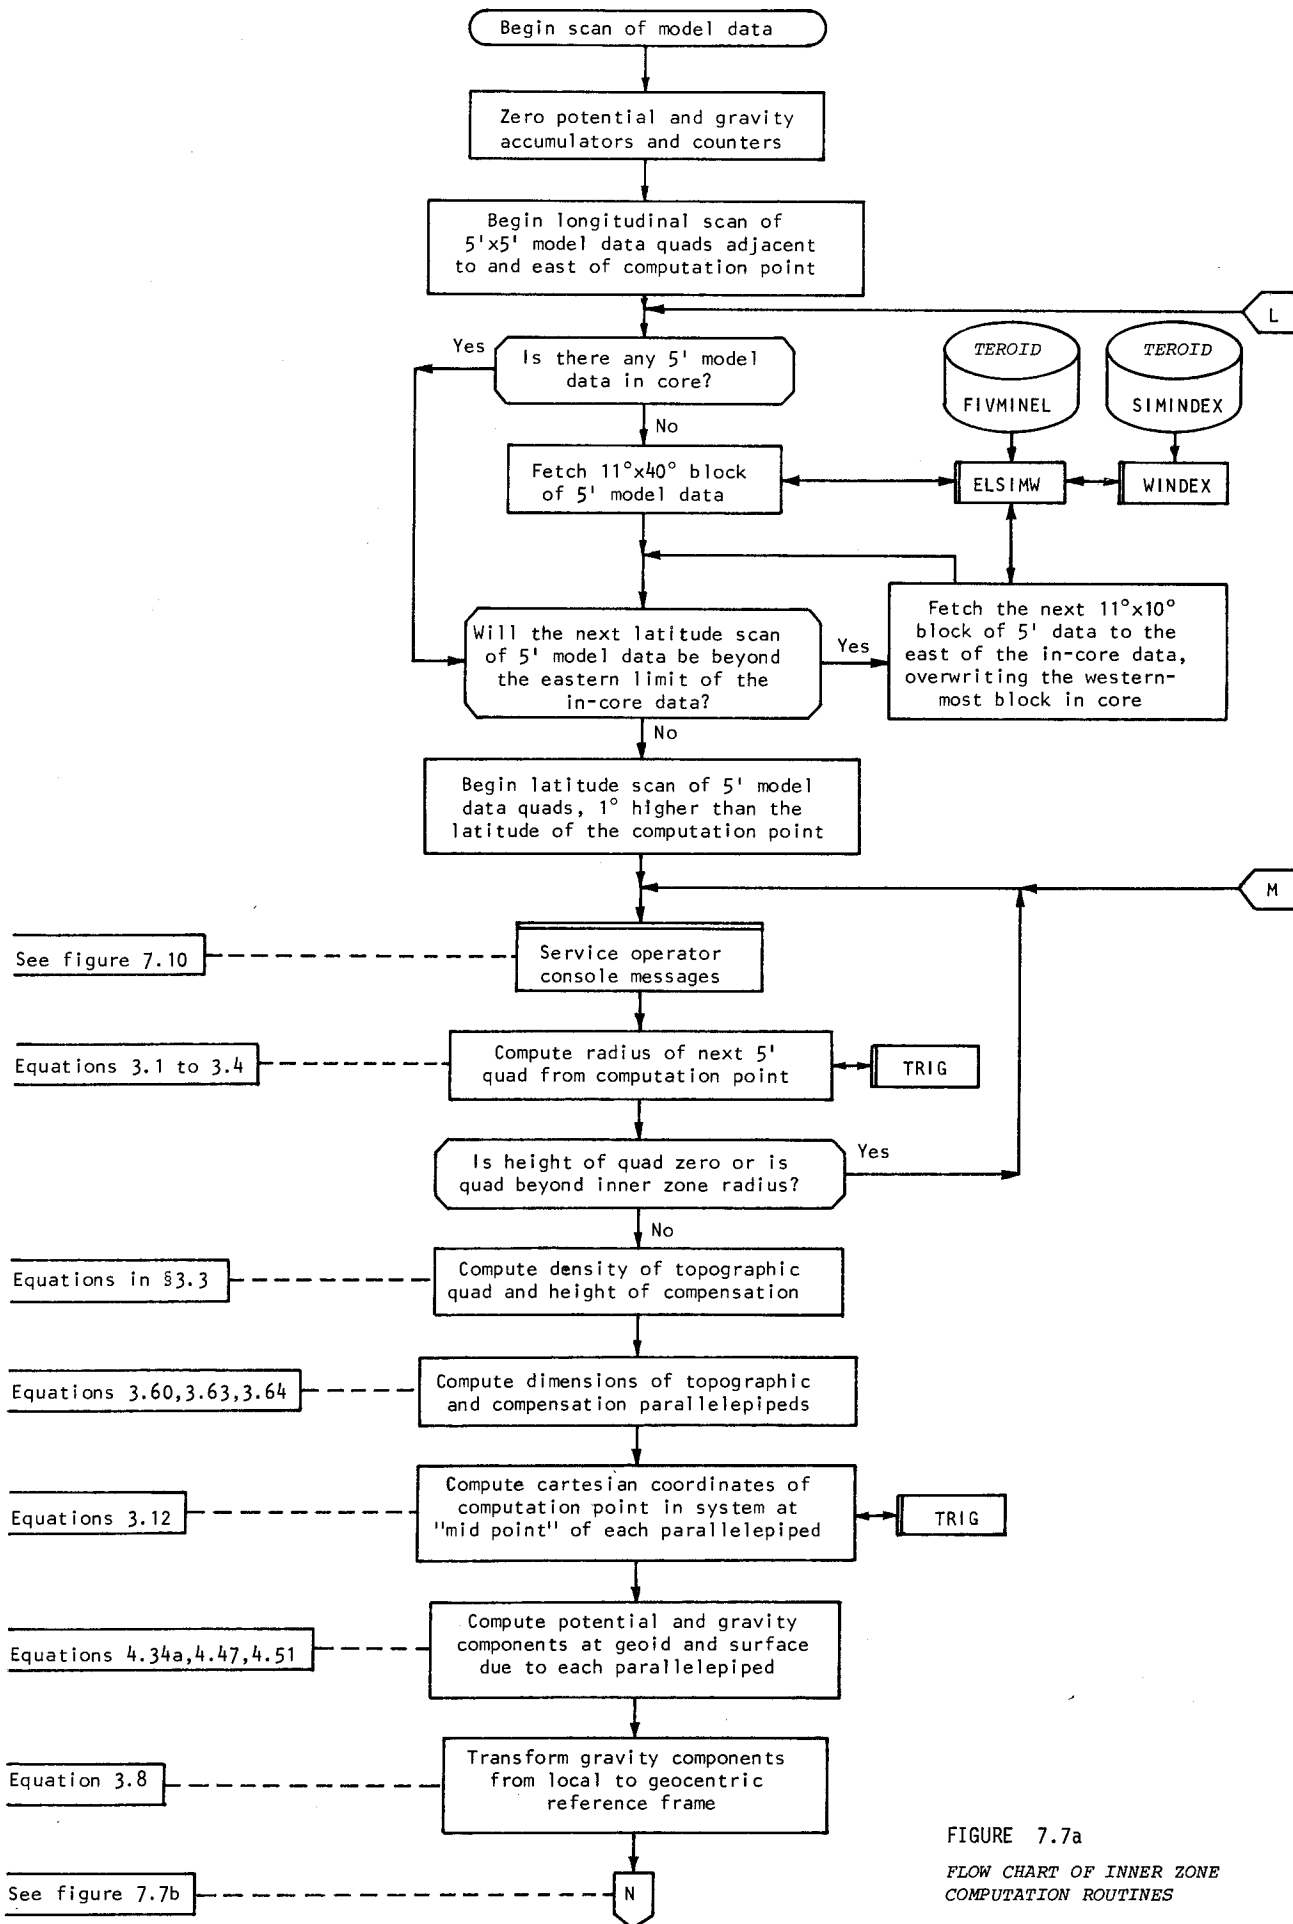 Begin scan of model data
Zero potential and gravity
accumulators and counters
Begin longitudinal scan of
5'x5' model data quads adjacent
to and east of computation point
L
Yes
Is there any 5' model
data in core?
TEROID
FIVMINEL
TEROID
SIMINDEX
No
Fetch 11°x40° block
of 5' model data
ELSIMW
WINDEX
Will the next latitude scan
of 5' model data be beyond
the eastern limit of the
in-core data?
Yes
Fetch the next 11°x10°
block of 5' data to the
east of the in-core data,
overwriting the western-
most block in core
No
Begin latitude scan of 5' model
data quads, 1° higher than the
latitude of the computation point
M
See figure 7.10
Service operator
console messages
Equations 3.1 to 3.4
Compute radius of next 5'
quad from computation point
TRIG
Is height of quad zero or is
quad beyond inner zone radius?
Yes
No
Equations in §3.3
Compute density of topographic
quad and height of compensation
Equations 3.60,3.63,3.64
Compute dimensions of topographic
and compensation parallelepipeds
Equations 3.12
Compute cartesian coordinates of
computation point in system at
"mid point" of each parallelepiped
TRIG
Equations 4.34a,4.47,4.51
Compute potential and gravity
components at geoid and surface
due to each parallelepiped
Equation 3.8
Transform gravity components
from local to geocentric
reference frame
See figure 7.7b
N
FIGURE 7.7a
FLOW CHART OF INNER ZONE
COMPUTATION ROUTINES